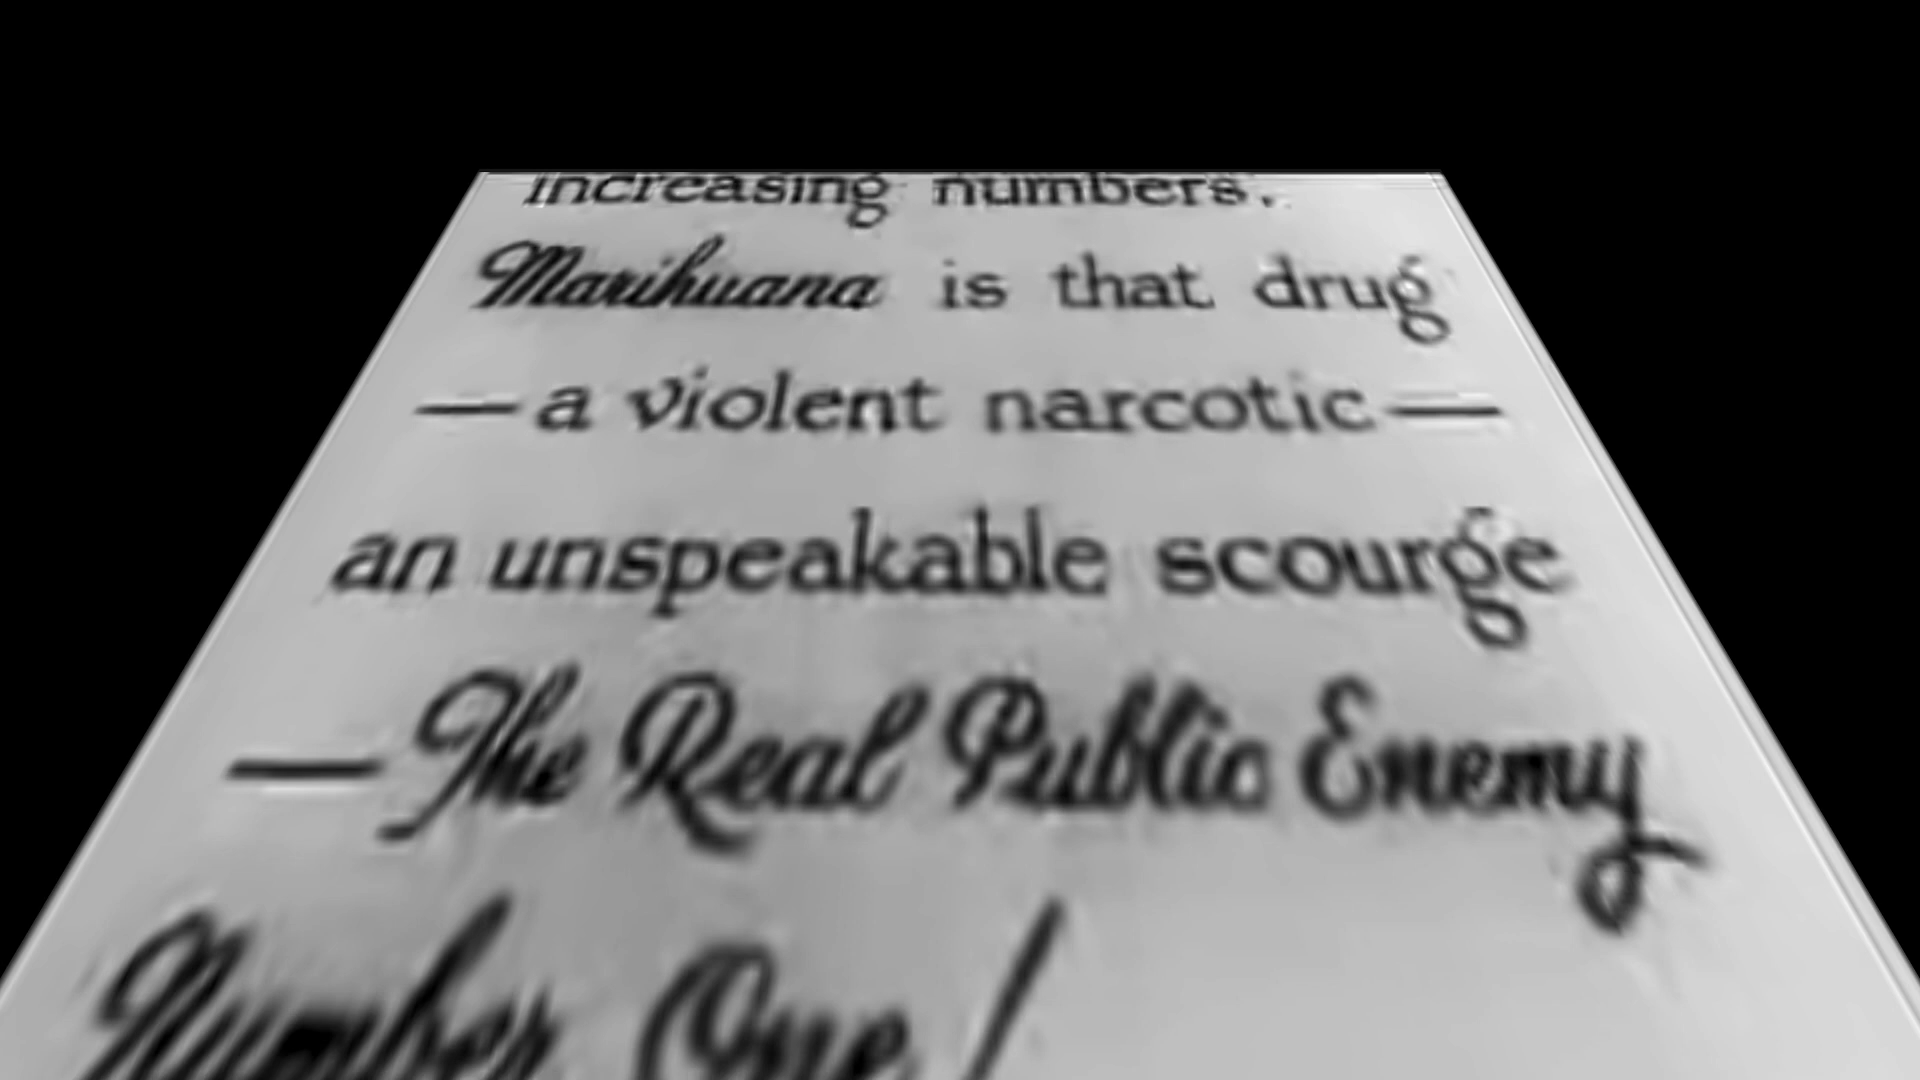 increasing numbers.
Marihuana is that drug
— a violent narcotic —
an unspeakable scourge
— The Real Public Enemy
Number One!